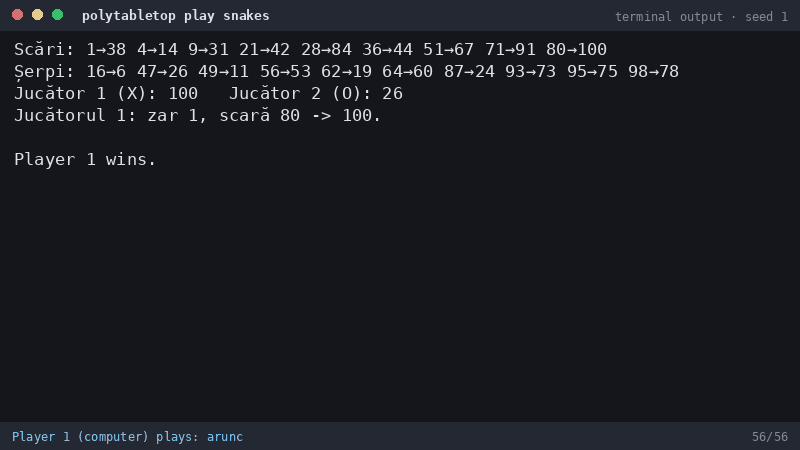 polytabletop play snakes
terminal output · seed 1
Scări: 1→38 4→14 9→31 21→42 28→84 36→44 51→67 71→91 80→100
Șerpi: 16→6 47→26 49→11 56→53 62→19 64→60 87→24 93→73 95→75 98→78
Jucător 1 (X): 100   Jucător 2 (O): 26
Jucătorul 1: zar 1, scară 80 -> 100.
Player 1 wins.
Player 1 (computer) plays: arunc
56/56